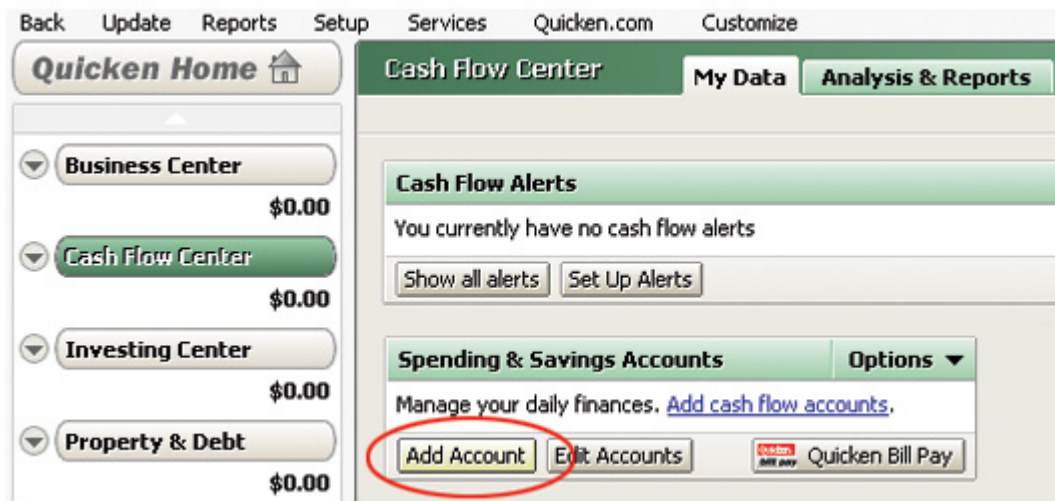 Back Update Reports Setup Services Quicken.com Customize
Quicken Home
Cash Flow Center My Data Analysis & Reports
Business Center
$0.00
Cash Flow Center
$0.00
Investing Center
$0.00
Property & Debt
$0.00
Cash Flow Alerts
You currently have no cash flow alerts
Show all alerts Set Up Alerts
Spending & Savings Accounts Options
Manage your daily finances. Add cash flow accounts.
Add Account Edit Accounts Quicken bill pay Quicken Bill Pay